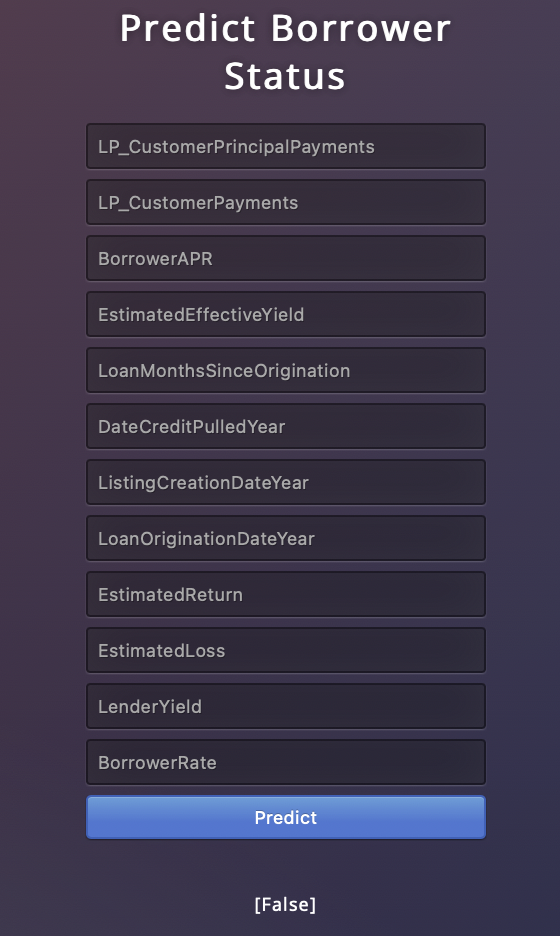 Predict Borrower
Status
LP_CustomerPrincipalPayments
LP_CustomerPayments
BorrowerAPR
EstimatedEffectiveYield
LoanMonthsSinceOrigination
DateCreditPulledYear
ListingCreationDateYear
LoanOriginationDateYear
EstimatedReturn
EstimatedLoss
LenderYield
BorrowerRate
Predict
[False]